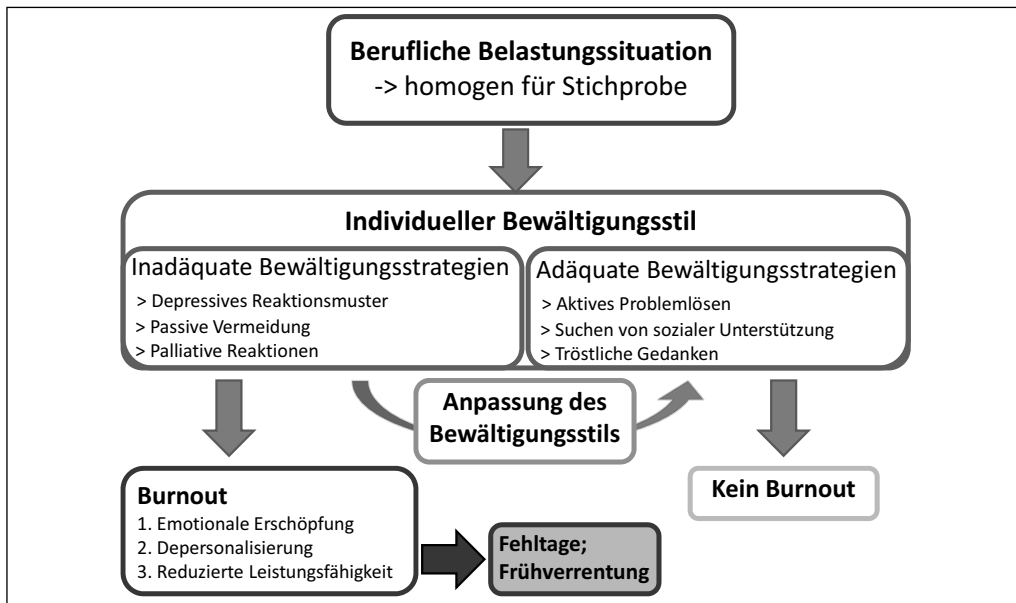 Berufliche Belastungssituation
-> homogen für Stichprobe
Individueller Bewältigungsstil
Inadäquate Bewältigungsstrategien
> Depressives Reaktionsmuster
> Passive Vermeidung
> Palliative Reaktionen
Adäquate Bewältigungsstrategien
> Aktives Problemlösen
> Suchen von sozialer Unterstützung
> Tröstliche Gedanken
Anpassung des
Bewältigungsstils
Burnout
1. Emotionale Erschöpfung
2. Depersonalisierung
3. Reduzierte Leistungsfähigkeit
Fehltage;
Frühverrentung
Kein Burnout